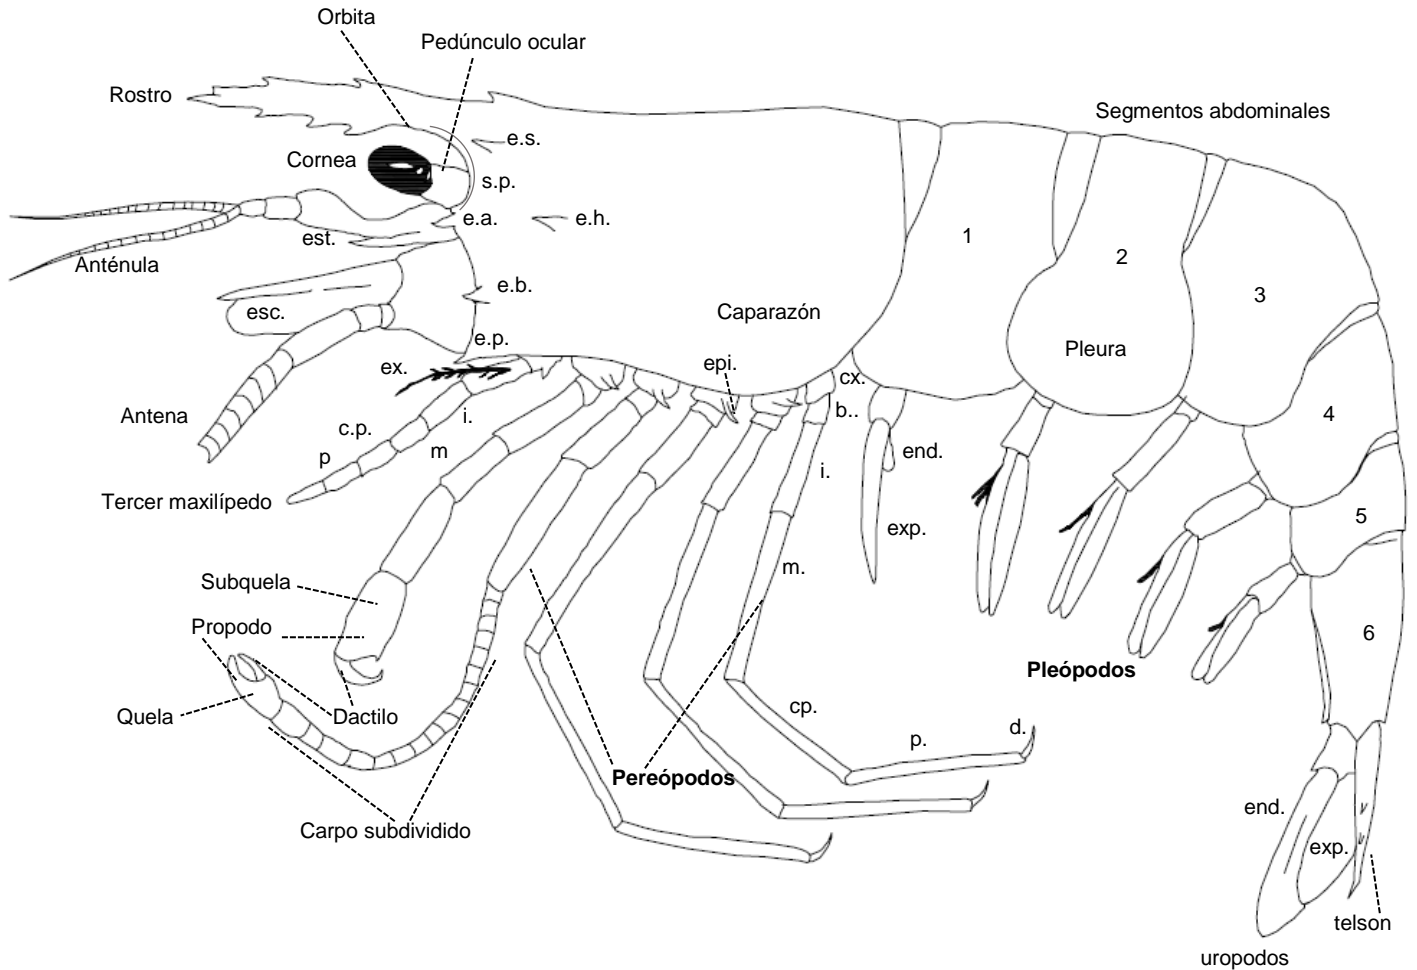 Orbita
Pedúnculo ocular
Rostro
Segmentos abdominales
e.s.
Cornea
s.p.
e.a.
e.h.
est.
1
2
3
Anténula
e.b.
esc.
Caparazón
e.p.
Pleura
epi.
ex.
cx.
Antena
i.
b..
4
c.p.
m
end.
p
i.
Tercer maxilípedo
5
exp.
m.
Subquela
Propodo
6
Pleópodos
Quela
Dactilo
cp.
d.
p.
Pereópodos
end.
Carpo subdividido
exp.
telson
uropodos